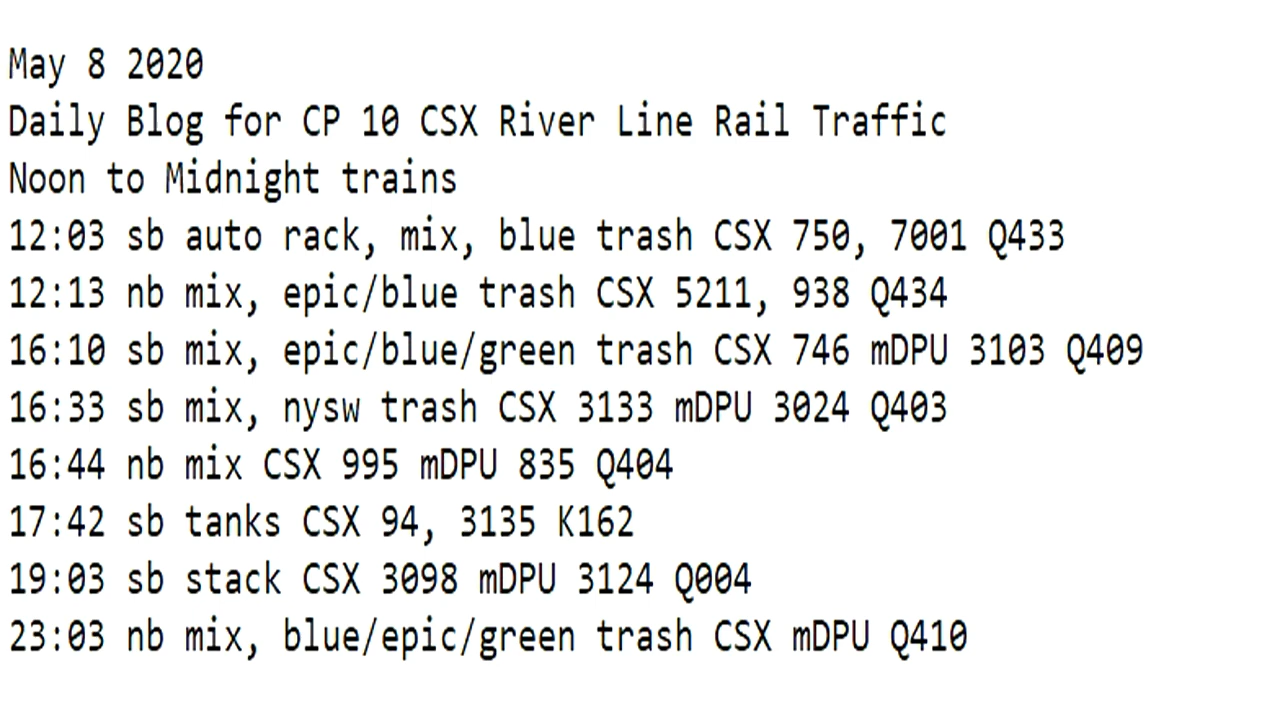 May 8 2020
Daily Blog for CP 10 CSX River Line Rail Traffic
Noon to Midnight trains
12:03 sb auto rack, mix, blue trash CSX 750, 7001 Q433
12:13 nb mix, epic/blue trash CSX 5211, 938 Q434
16:10 sb mix, epic/blue/green trash CSX 746 mDPU 3103 Q409
16:33 sb mix, nysw trash CSX 3133 mDPU 3024 Q403
16:44 nb mix CSX 995 mDPU 835 Q404
17:42 sb tanks CSX 94, 3135 K162
19:03 sb stack CSX 3098 mDPU 3124 Q004
23:03 nb mix, blue/epic/green trash CSX mDPU Q410